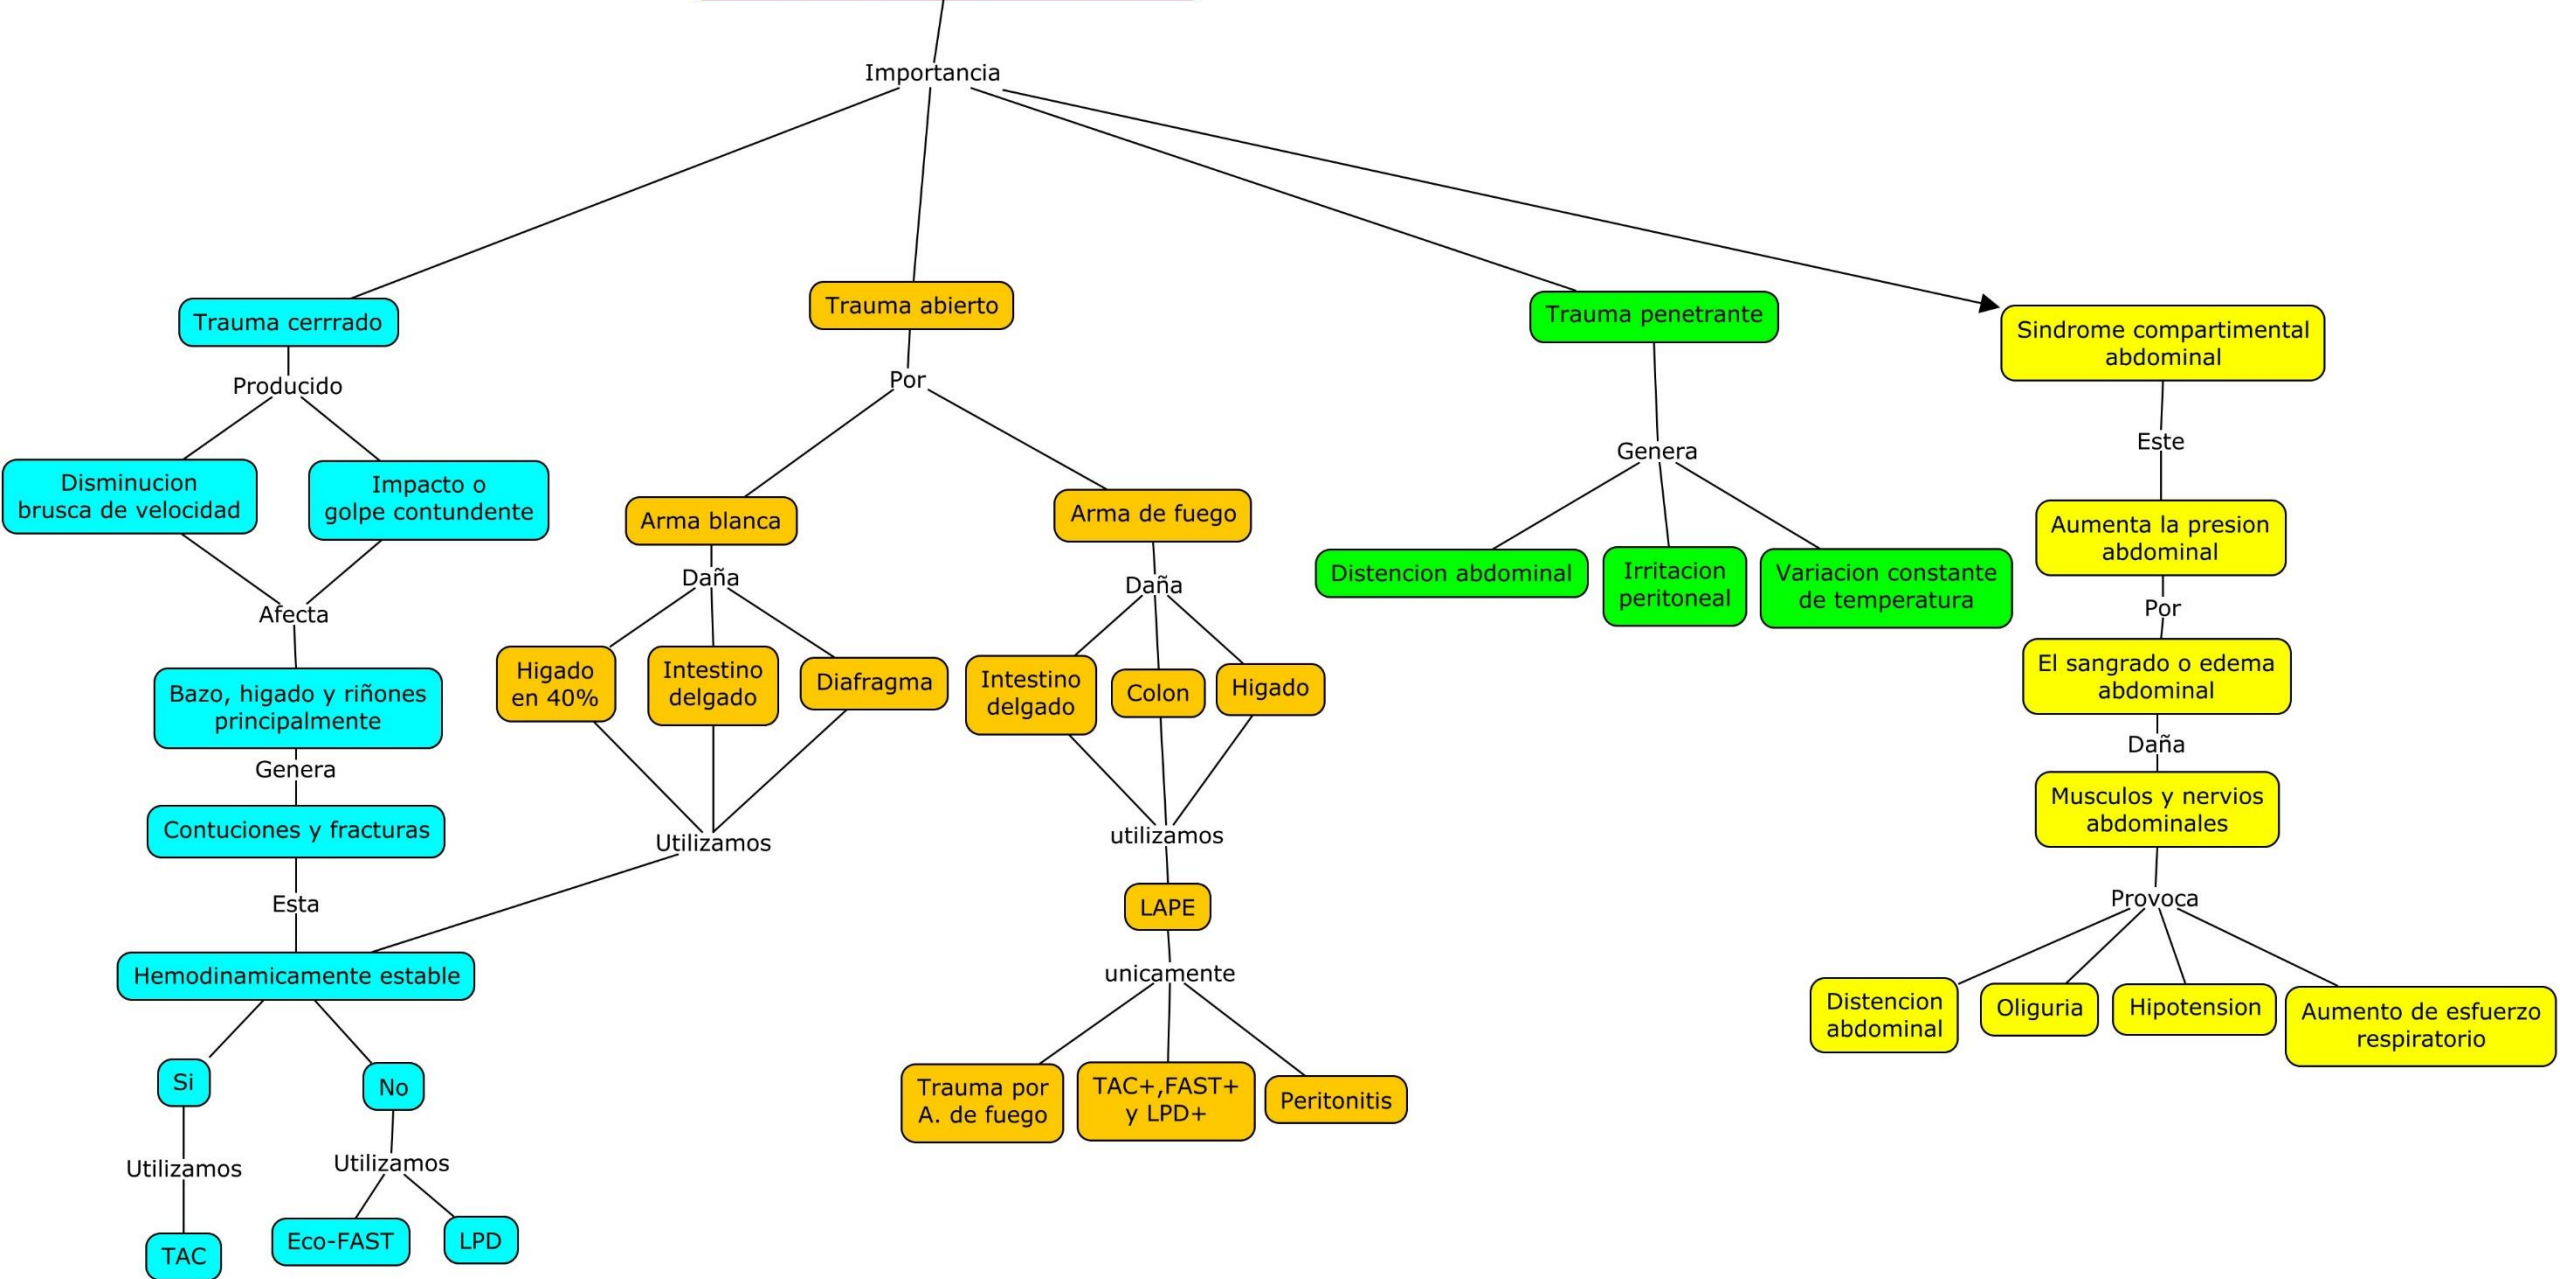 Importancia
Trauma cerrrado
Producido
Disminucion
brusca de velocidad
Impacto o
golpe contundente
Afecta
Bazo, higado y riñones
principalmente
Genera
Contuciones y fracturas
Esta
Hemodinamicamente estable
Si
Utilizamos
TAC
No
Utilizamos
Eco-FAST
LPD
Trauma abierto
Por
Arma blanca
Daña
Higado
en 40%
Intestino
delgado
Diafragma
Utilizamos
Arma de fuego
Daña
Intestino
delgado
Colon
Higado
utilizamos
LAPE
unicamente
Trauma por
A. de fuego
TAC+,FAST+
y LPD+
Peritonitis
Trauma penetrante
Genera
Distencion abdominal
Irritacion
peritoneal
Variacion constante
de temperatura
Sindrome compartimental
abdominal
Este
Aumenta la presion
abdominal
Por
El sangrado o edema
abdominal
Daña
Musculos y nervios
abdominales
Provoca
Distencion
abdominal
Oliguria
Hipotension
Aumento de esfuerzo
respiratorio